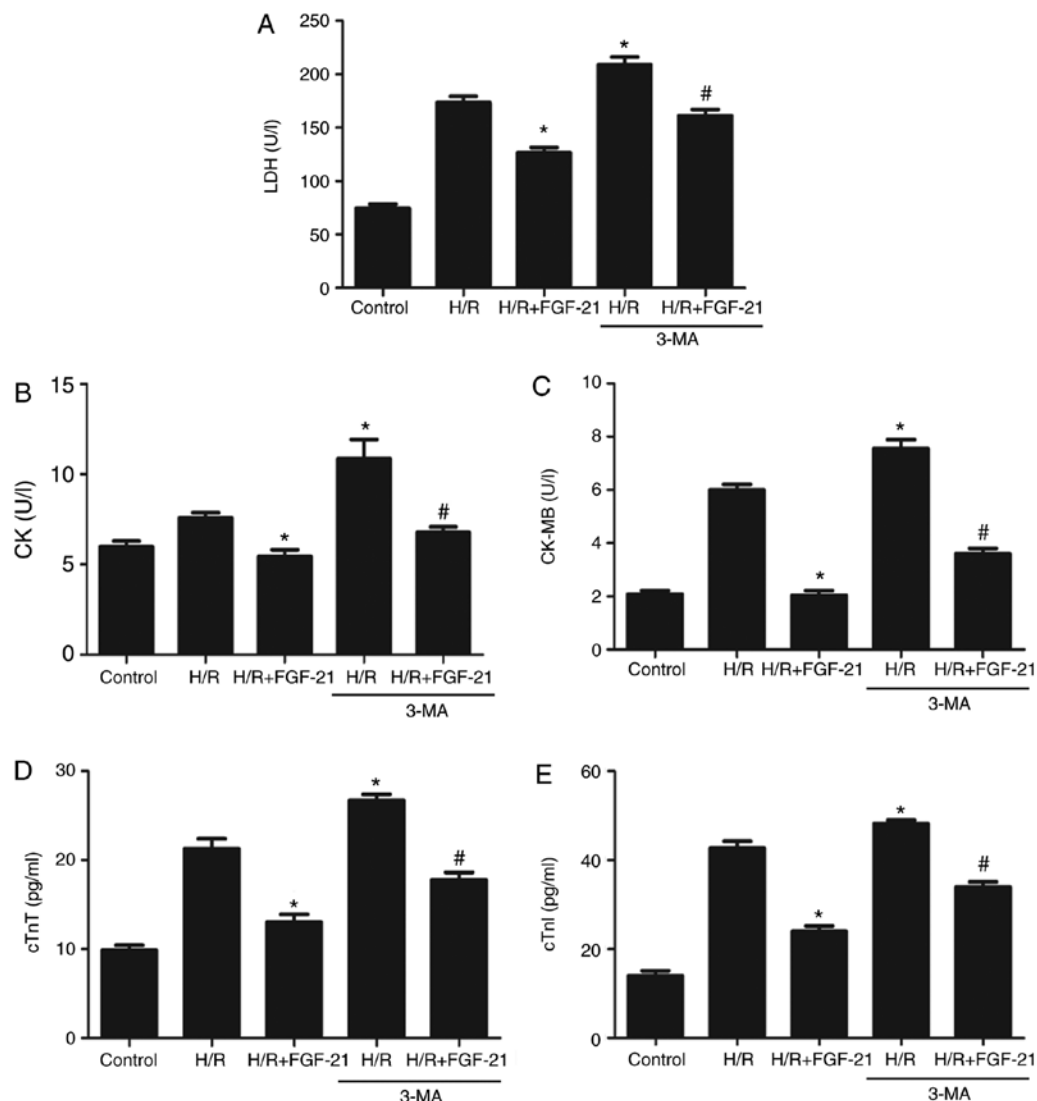 A
250
200
150
100
50
0
LDH (U/l)
*
*
#
Control H/R H/R+FGF-21 H/R H/R+FGF-21
3-MA
B
15
10
5
0
CK (U/l)
*
*
#
Control H/R H/R+FGF-21 H/R H/R+FGF-21
3-MA
C
10
8
6
4
2
0
CK-MB (U/l)
*
*
#
Control H/R H/R+FGF-21 H/R H/R+FGF-21
3-MA
D
30
20
10
0
cTnT (pg/ml)
*
*
#
Control H/R H/R+FGF-21 H/R H/R+FGF-21
3-MA
E
60
40
20
0
cTnI (pg/ml)
*
*
#
Control H/R H/R+FGF-21 H/R H/R+FGF-21
3-MA